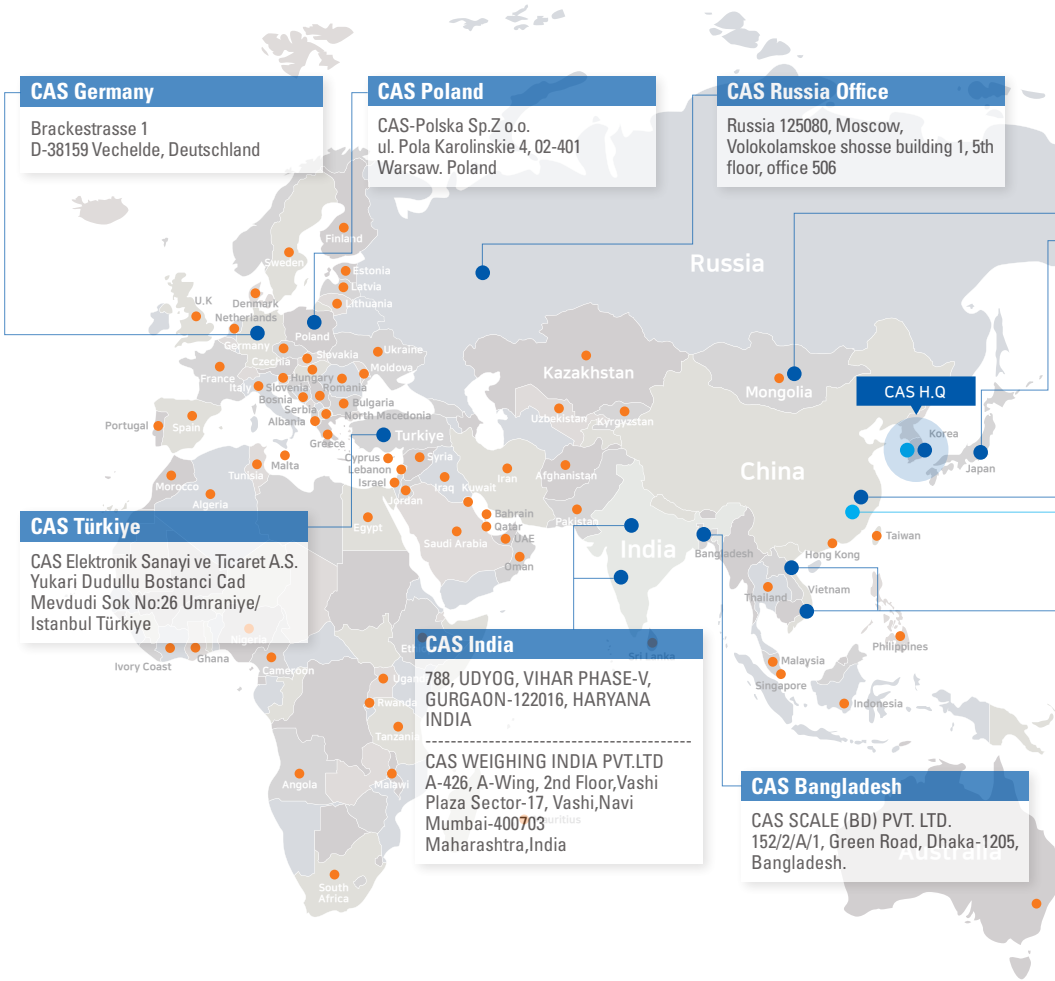 CAS Germany
Brackestrasse 1
D-38159 Vechelde, Deutschland
CAS Poland
CAS-Polska Sp.Z o.o.
ul. Pola Karolinskie 4, 02-401
Warsaw. Poland
CAS Russia Office
Russia 125080, Moscow,
Volokolamskoe shosse building 1, 5th
floor, office 506
Finland
Sweden
Estonia
Latvia
Lithuania
Russia
U.K
Denmark
Netherlands
Germany
Poland
Czechia
Slovakia
Ukraine
Moldova
France
Italy
Hungary
Slovenia
Romania
Bosnia
Serbia
Bulgaria
Albania
North Macedonia
Greece
Portugal
Spain
Kazakhstan
Mongolia
Uzbekistan
Kyrgyzstan
CAS H.Q
Korea
Japan
China
Turkiye
Malta
Cyprus
Syria
Lebanon
Israel
Jordan
Iraq
Kuwait
Iran
Afghanistan
Pakistan
Morocco
Algeria
Tunisia
Egypt
Bahrain
Qatar
UAE
Saudi Arabia
Oman
India
Bangladesh
Hong Kong
Taiwan
Vietnam
Thailand
Philippines
Malaysia
Singapore
Indonesia
CAS Türkiye
CAS Elektronik Sanayi ve Ticaret A.S.
Yukari Dudullu Bostanci Cad
Mevdudi Sok No:26 Umraniye/
Istanbul Türkiye
Nigeria
Ivory Coast
Ghana
Cameroon
Rwanda
Tanzania
Angola
Malawi
South
Africa
Sri Lanka
CAS India
788, UDYOG, VIHAR PHASE-V,
GURGAON-122016, HARYANA
INDIA
CAS WEIGHING INDIA PVT.LTD
A-426, A-Wing, 2nd Floor,Vashi
Plaza Sector-17, Vashi,Navi
Mumbai-400703
Maharashtra,India
CAS Bangladesh
CAS SCALE (BD) PVT. LTD.
152/2/A/1, Green Road, Dhaka-1205,
Bangladesh.
Australia